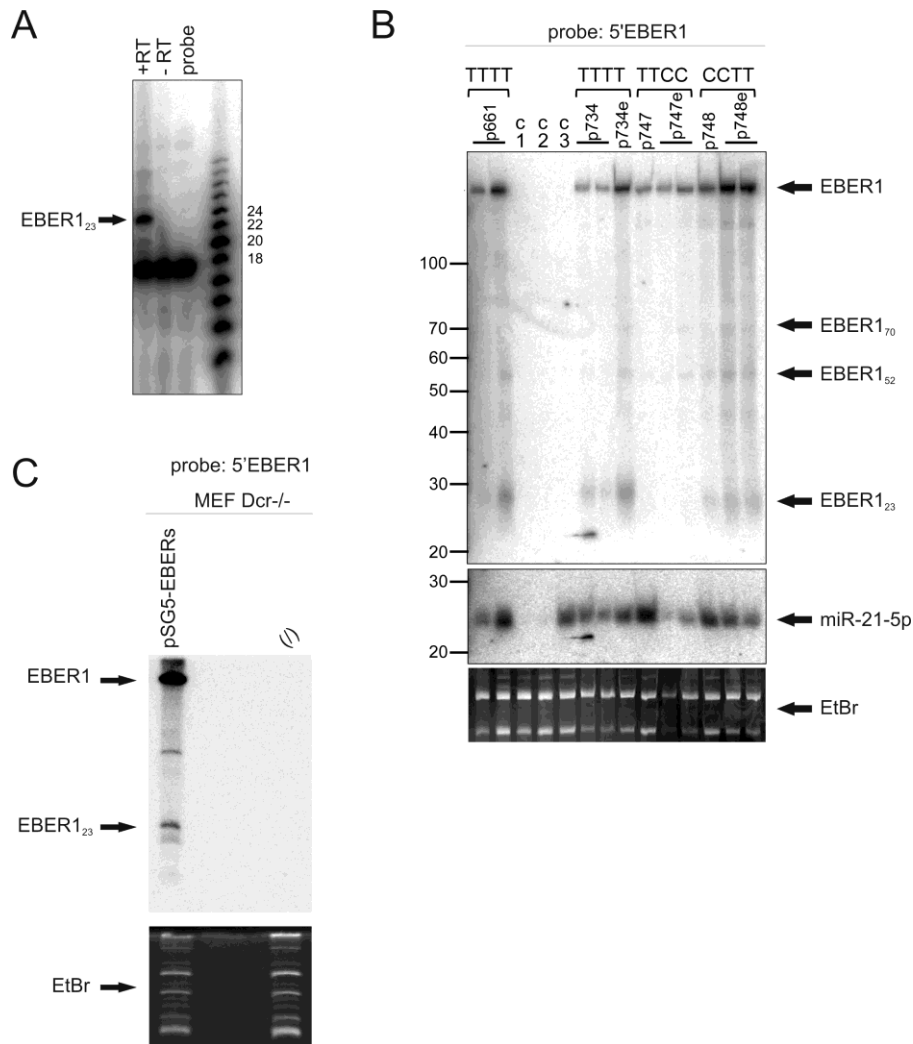 A
+RT
- RT
probe
EBER1₂₃
24
22
20
18
B
probe: 5'EBER1
TTTT TTTT TTCC CCTT
p661
c 1
c 2
c 3
p734
p734e
p747
p747e
p748
p748e
EBER1
100
EBER1₇₀
70
60
EBER1₅₂
50
40
30
EBER1₂₃
20
30
miR-21-5p
20
EtBr
C
probe: 5'EBER1
MEF Dcr-/-
pSG5-EBERs
(-)
EBER1
EBER1₂₃
EtBr